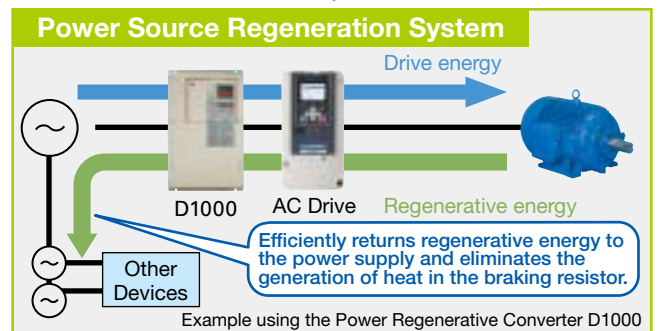 Power Source Regeneration System
Drive energy
D1000
AC Drive
Regenerative energy
Efficiently returns regenerative energy to
the power supply and eliminates the
generation of heat in the braking resistor.
Other
Devices
Example using the Power Regenerative Converter D1000